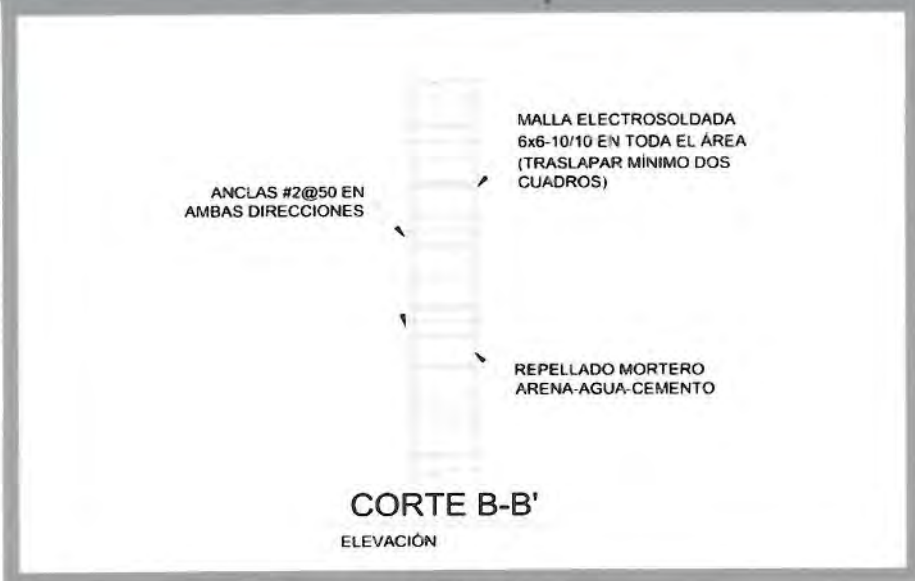 MALLA ELECTROSOLDADA
6x6-10/10 EN TODA EL ÁREA
(TRASLAPAR MÍNIMO DOS
CUADROS)
ANCLAS #2@50 EN
AMBAS DIRECCIONES
REPELLADO MORTERO
ARENA-AGUA-CEMENTO
CORTE B-B'
ELEVACIÓN